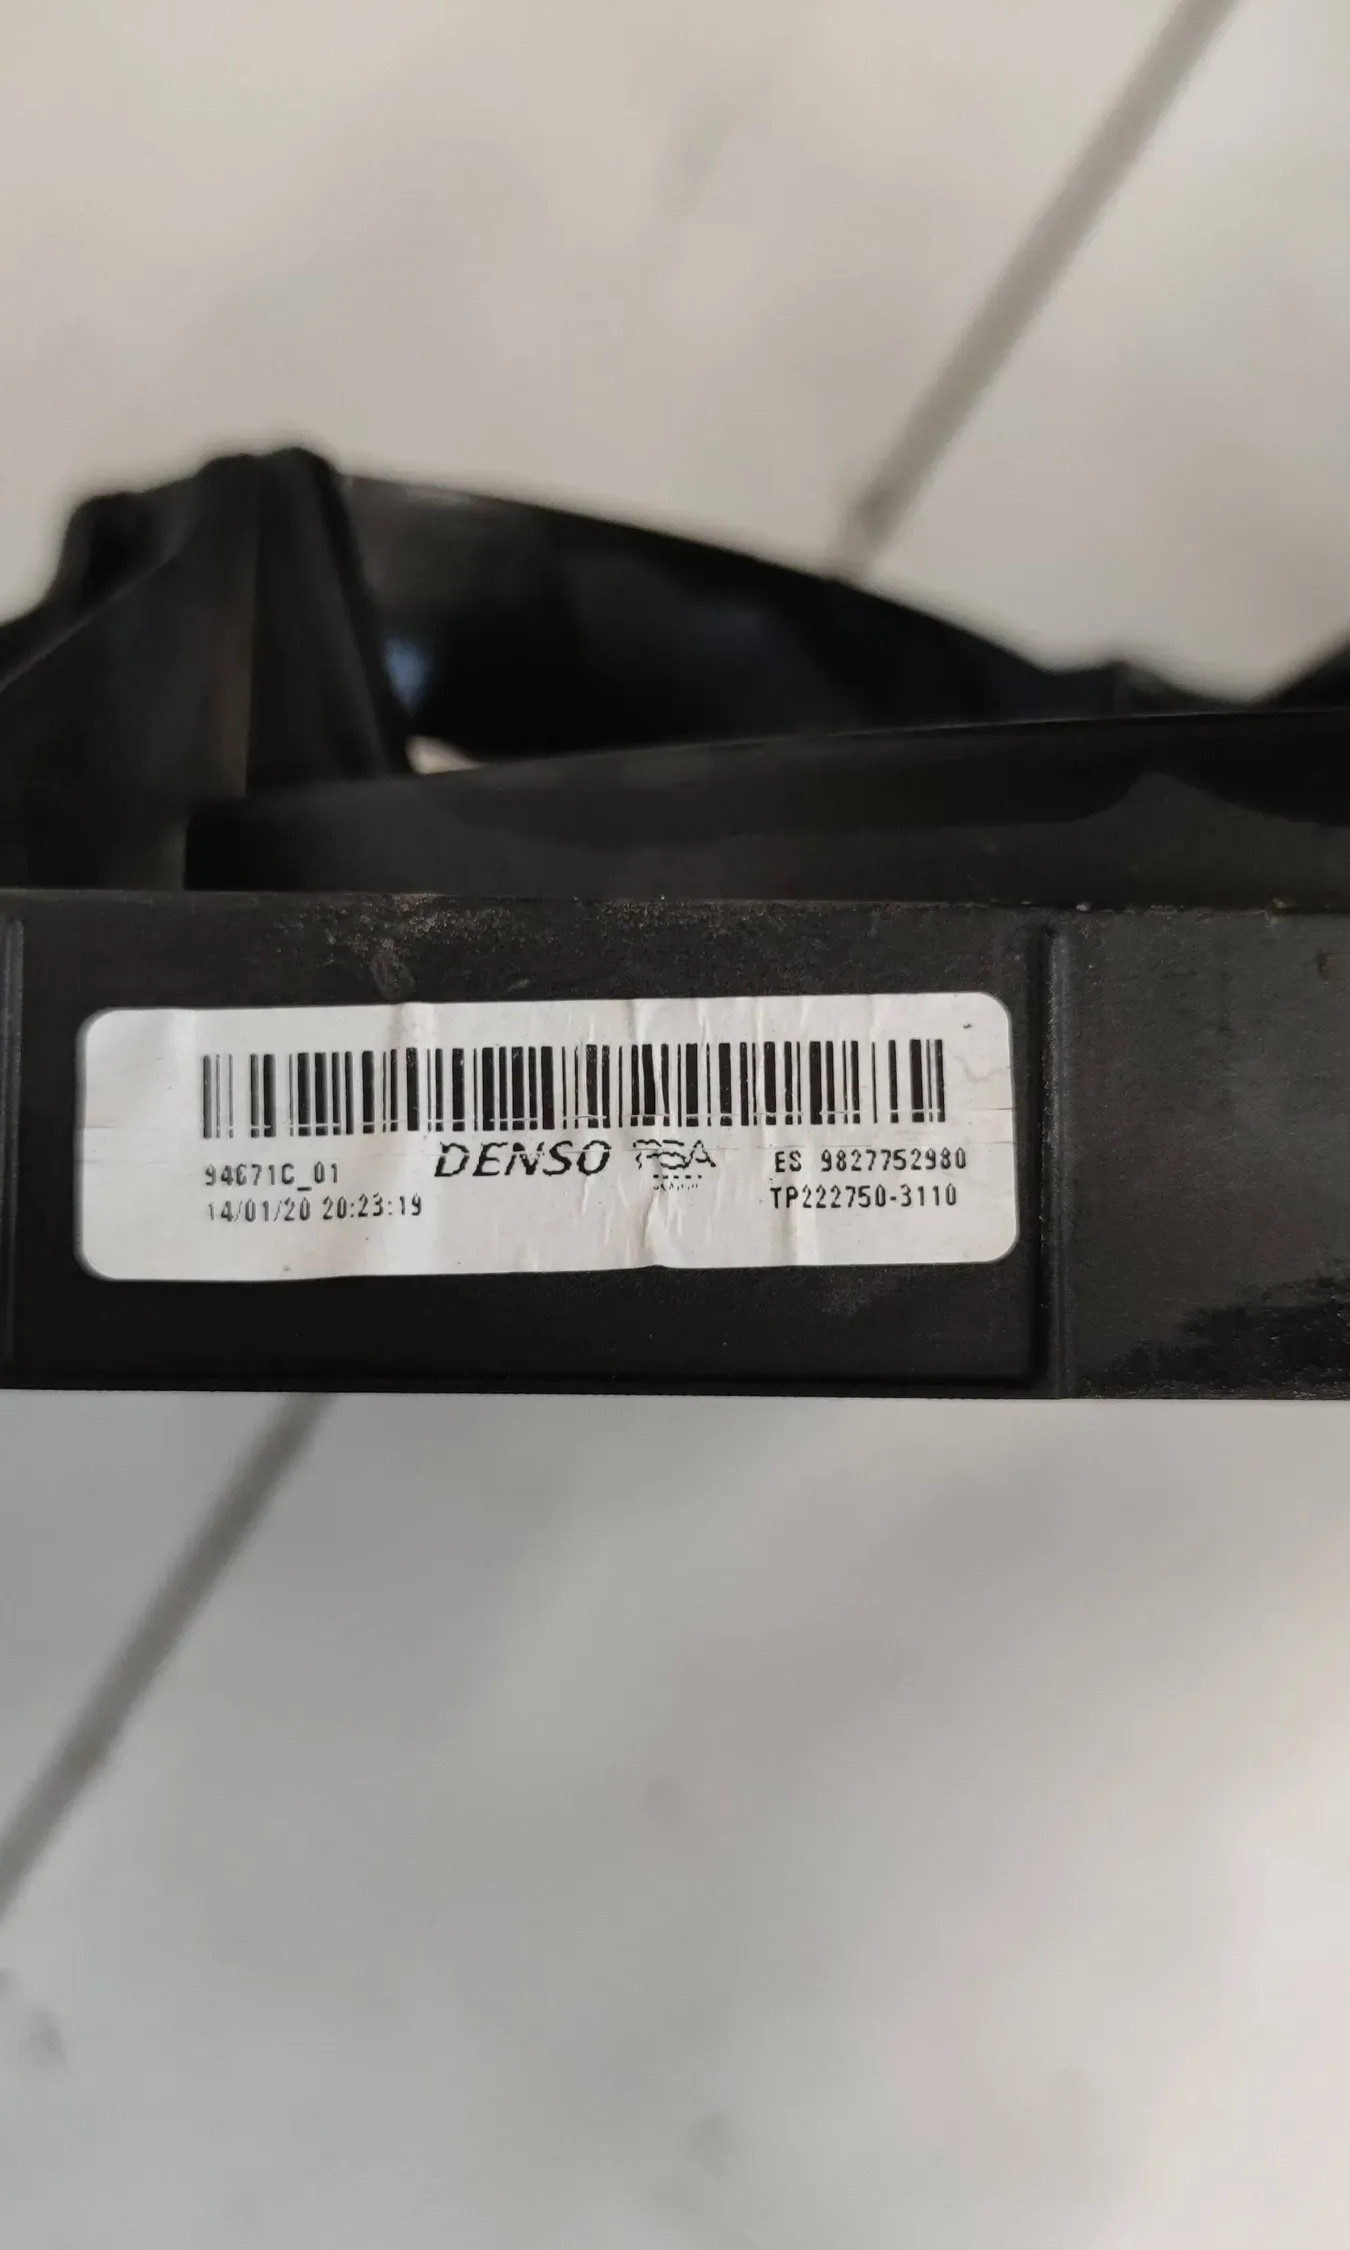 DENSO PSA
94671C_01
14/01/20 20:23:19
ES 9827752980
TP222750-3110